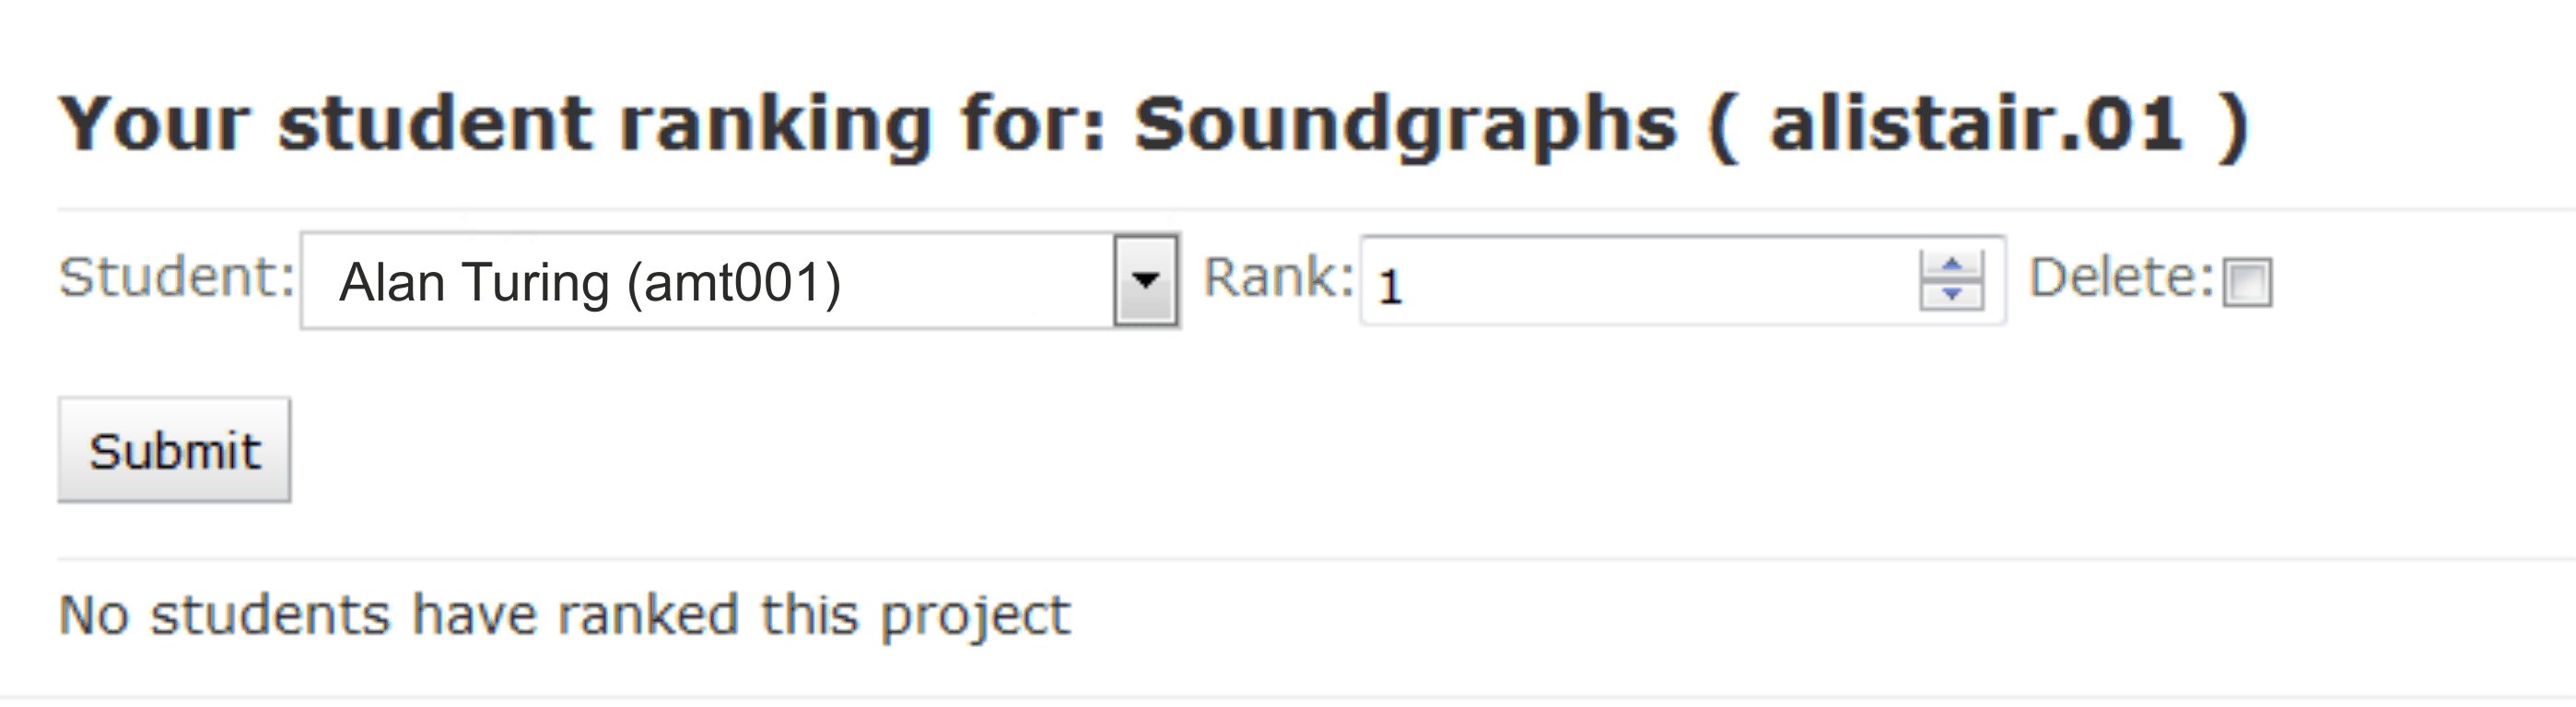 Your student ranking for: Soundgraphs ( alistair.01 )
Student: Alan Turing (amt001) Rank: 1 Delete:
Submit
No students have ranked this project